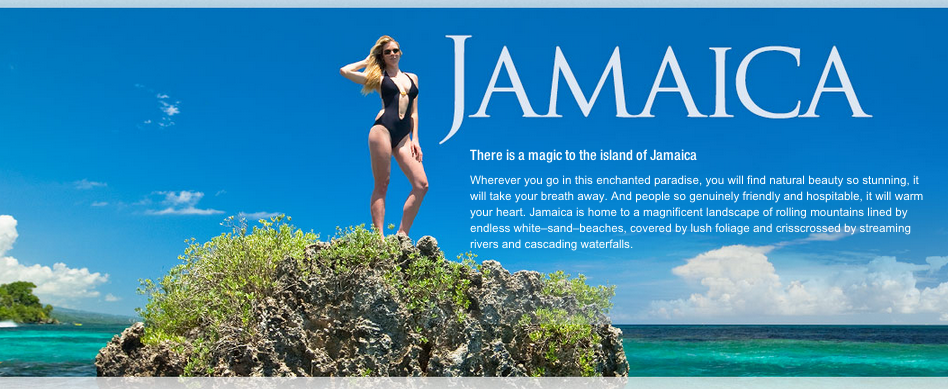 JAMAICA
There is a magic to the island of Jamaica
Wherever you go in this enchanted paradise, you will find natural beauty so stunning, it
will take your breath away. And people so genuinely friendly and hospitable, it will warm
your heart. Jamaica is home to a magnificent landscape of rolling mountains lined by
endless white–sand–beaches, covered by lush foliage and crisscrossed by streaming
rivers and cascading waterfalls.